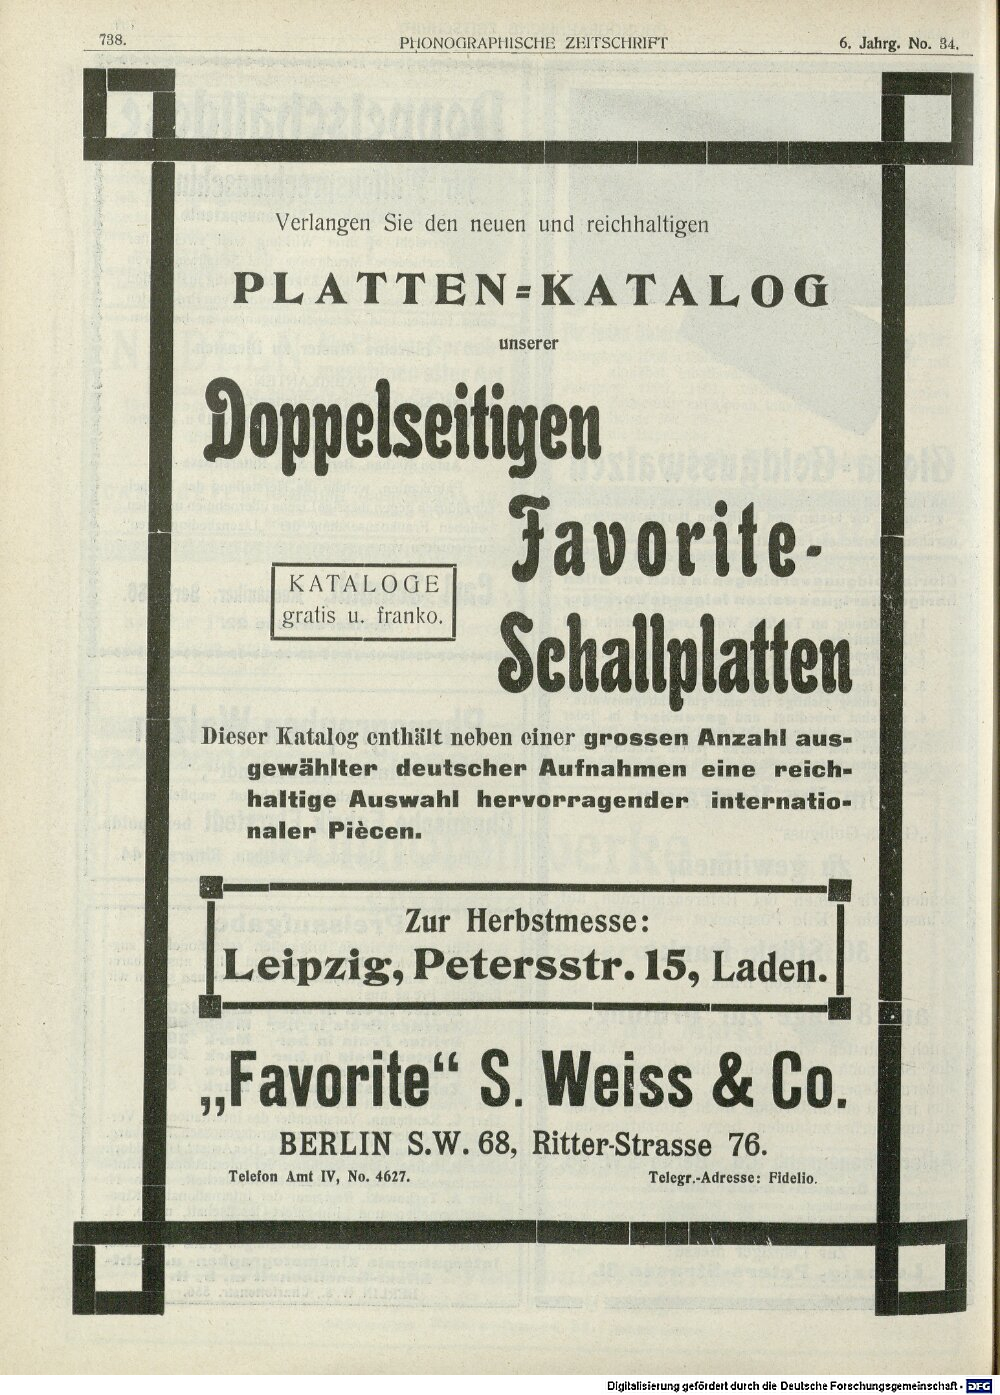 738.
PHONOGRAPHISCHE ZEITSCHRIFT
6. Jahrg. No. 34.
Verlangen Sie den neuen und reichhaltigen
PLATTEN=KATALOG
unserer
Doppelseitigen
Favorite-
KATALOGE
gratis u. franko.
Schallplatten
Dieser Katalog enthält neben einer grossen Anzahl aus-
gewählter deutscher Aufnahmen eine reich-
haltige Auswahl hervorragender internatio-
naler Piècen.
Zur Herbstmesse:
Leipzig, Petersstr. 15, Laden.
„Favorite“ S. Weiss & Co.
BERLIN S.W. 68, Ritter-Strasse 76.
Telefon Amt IV, No. 4627.
Telegr.-Adresse: Fidelio.
Digitalisierung gefördert durch die Deutsche Forschungsgemeinschaft - DFG